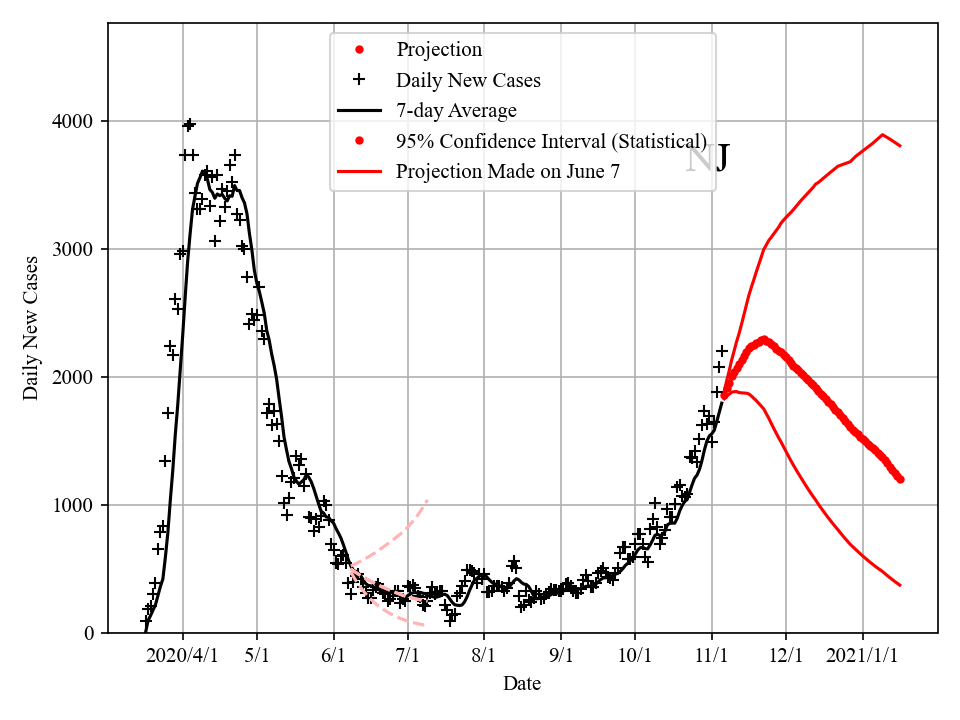 Projection
Daily New Cases
7-day Average
95% Confidence Interval (Statistical)
Projection Made on June 7
NJ
Daily New Cases
4000
3000
2000
1000
0
2020/4/1 5/1 6/1 7/1 8/1 9/1 10/1 11/1 12/1 2021/1/1
Date